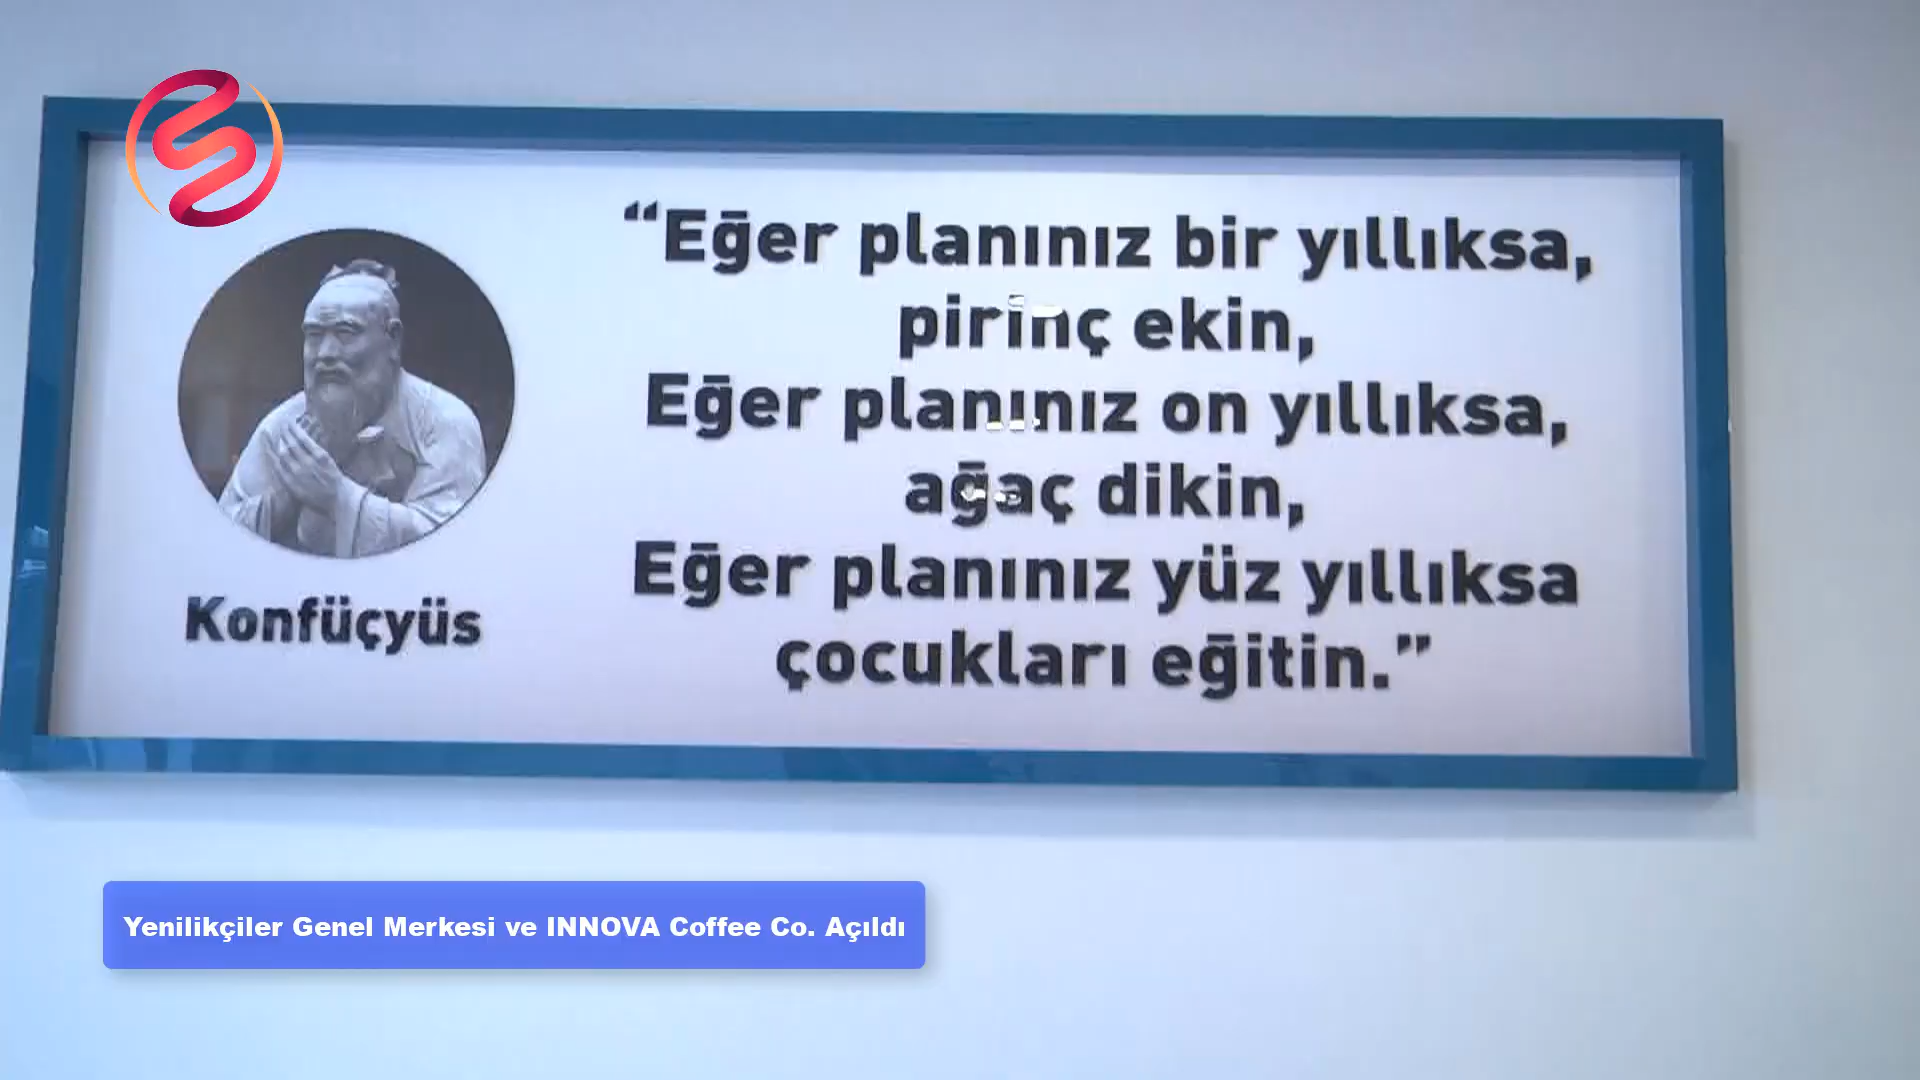 “Eğer planınız bir yıllıksa,
pirinç ekin,
Eğer planınız on yıllıksa,
ağaç dikin,
Eğer planınız yüz yıllıksa
çocukları eğitin.”
Konfüçyüs
Yenilikçiler Genel Merkesi ve INNOVA Coffee Co. Açıldı